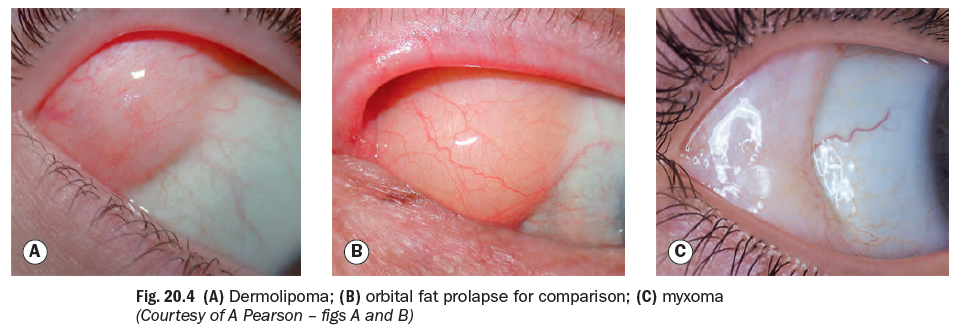 A
B
C
Fig. 20.4 (A) Dermolipoma; (B) orbital fat prolapse for comparison; (C) myxoma
(Courtesy of A Pearson – figs A and B)